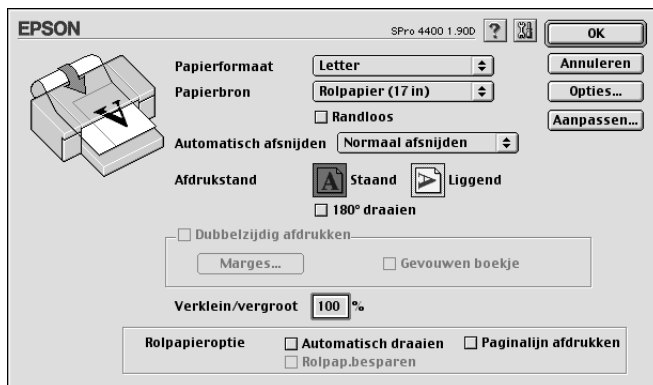 EPSON SPro 4400 1.90D ? OK
Papierformaat Letter Annuleren
Papierbron Rolpapier (17 in) Opties...
Randloos Aanpassen...
Automatisch afsnijden Normaal afsnijden
Afdrukstand A Staand A Liggend
180° draaien
Dubbelzijdig afdrukken
Marges... Gevouwen boekje
Verklein/vergroot 100 %
Rolpapieroptie Automatisch draaien Paginalijn afdrukken
Rolpap.besparen